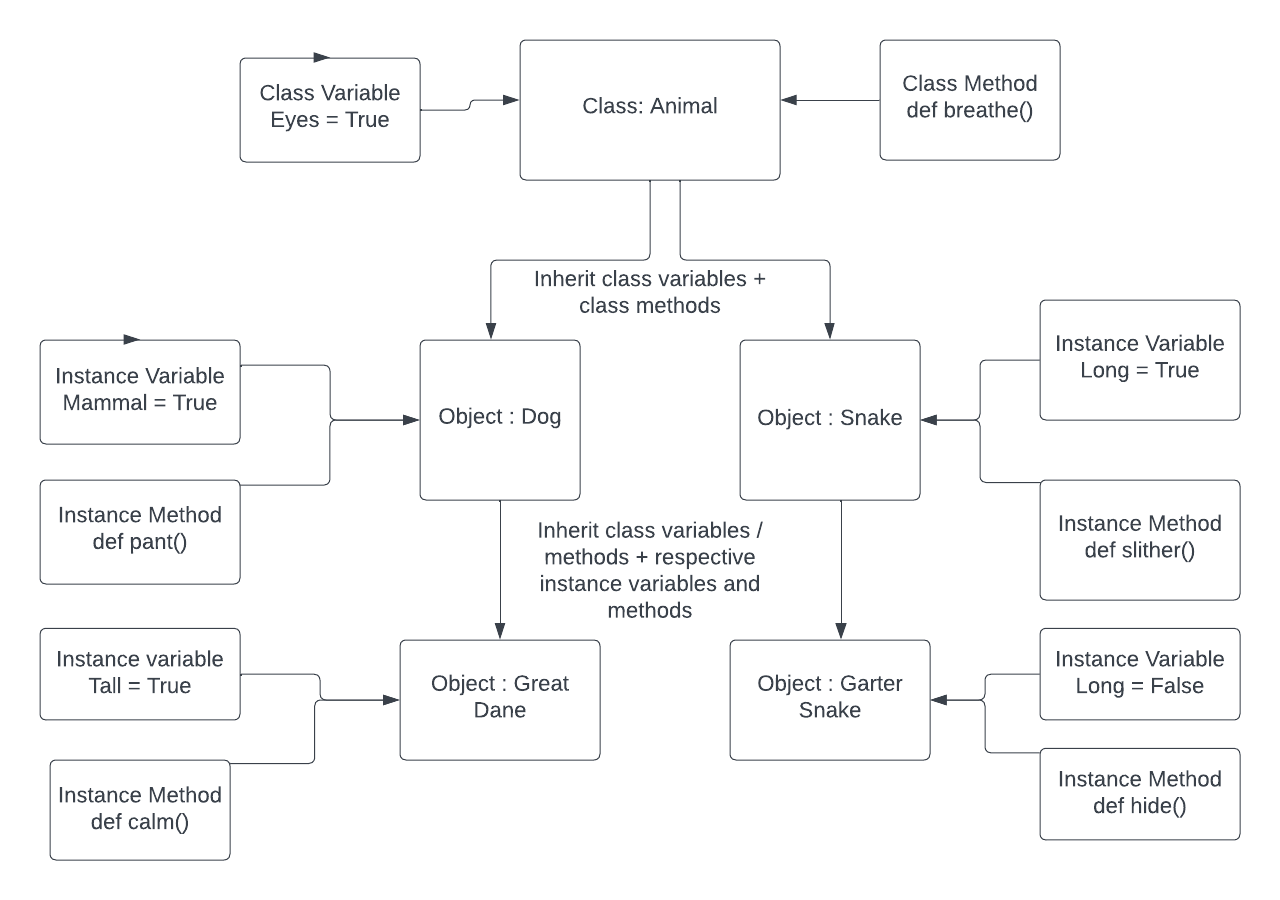 Class Variable
Eyes = True
Class: Animal
Class Method
def breathe()
Inherit class variables +
class methods
Instance Variable
Mammal = True
Object : Dog
Object : Snake
Instance Variable
Long = True
Instance Method
def pant()
Inherit class variables /
methods + respective
instance variables and
methods
Instance Method
def slither()
Instance variable
Tall = True
Object : Great
Dane
Object : Garter
Snake
Instance Variable
Long = False
Instance Method
def calm()
Instance Method
def hide()